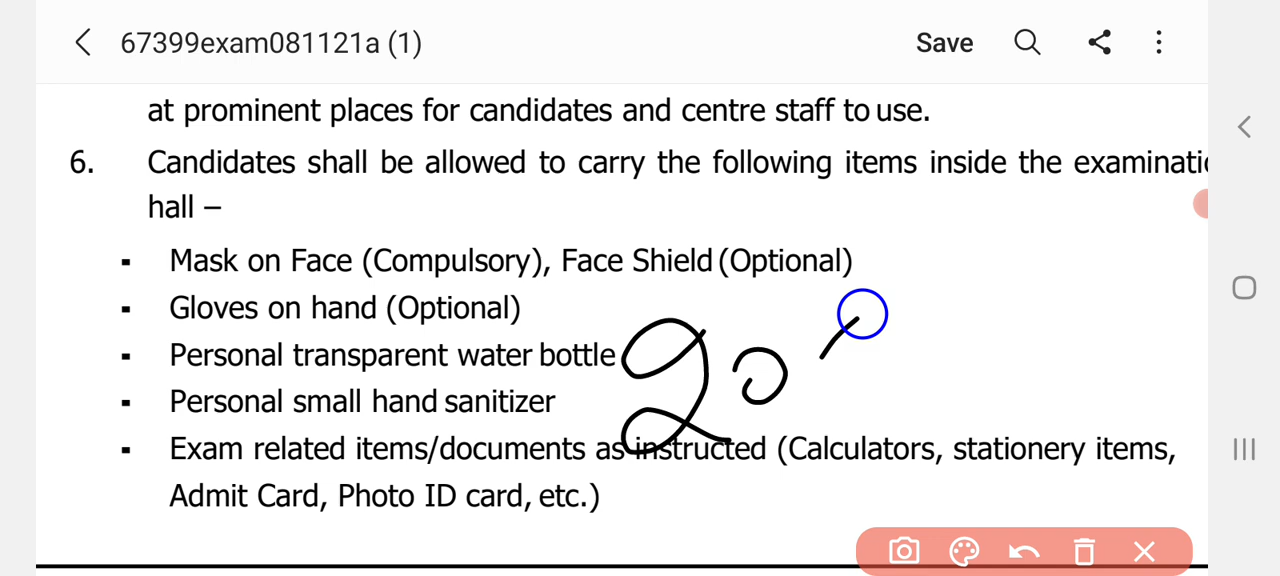 67399exam081121a (1)
Save
at prominent places for candidates and centre staff to use.
6. Candidates shall be allowed to carry the following items inside the examinati
hall –
▪ Mask on Face (Compulsory), Face Shield (Optional)
▪ Gloves on hand (Optional)
▪ Personal transparent water bottle
▪ Personal small hand sanitizer
▪ Exam related items/documents as instructed (Calculators, stationery items,
Admit Card, Photo ID card, etc.)